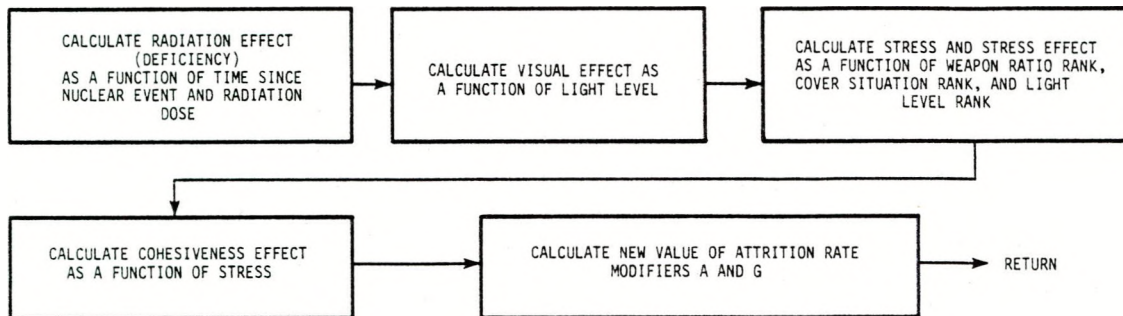 CALCULATE RADIATION EFFECT
(DEFICIENCY)
AS A FUNCTION OF TIME SINCE
NUCLEAR EVENT AND RADIATION
DOSE
CALCULATE VISUAL EFFECT AS
A FUNCTION OF LIGHT LEVEL
CALCULATE STRESS AND STRESS EFFECT
AS A FUNCTION OF WEAPON RATIO RANK,
COVER SITUATION RANK, AND LIGHT
LEVEL RANK
CALCULATE COHESIVENESS EFFECT
AS A FUNCTION OF STRESS
CALCULATE NEW VALUE OF ATTRITION RATE
MODIFIERS A AND G
RETURN